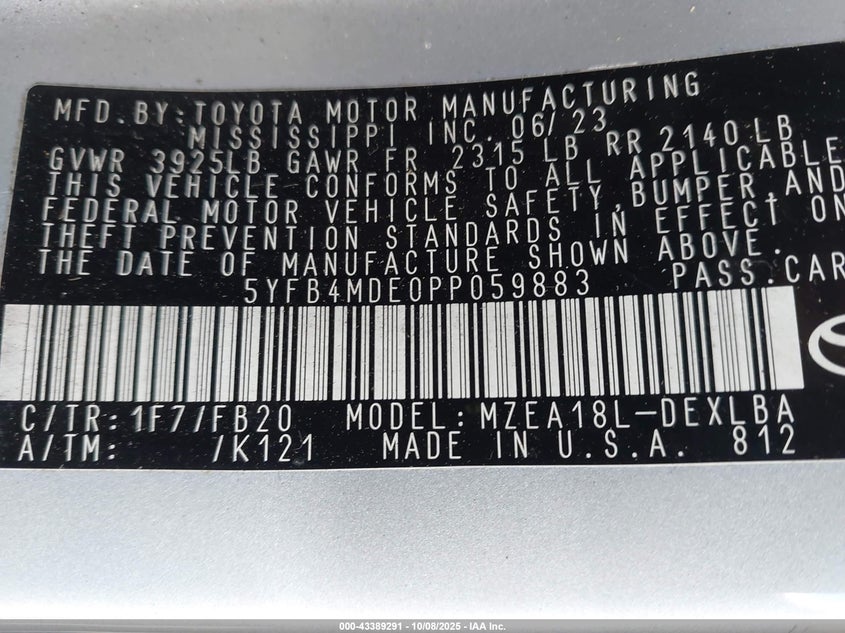 MFD. BY: TOYOTA MOTOR MANUFACTURING
MISSISSIPPI INC. 06/23
GVWR 3925LB GAWR FR 2315 LB RR 2140 LB
THIS VEHICLE CONFORMS TO ALL APPLICABLE
FEDERAL MOTOR VEHICLE SAFETY, BUMPER, AND
THEFT PREVENTION STANDARDS IN EFFECT ON
THE DATE OF MANUFACTURE SHOWN ABOVE.
5YFB4MDE0PP059883 PASS.CAR
C/TR: 1F7/FB20 MODEL: MZEA18L-DEXLBA
A/TM: /K121 MADE IN U.S.A. 812
000-43389291 - 10/08/2025 - IAA Inc.